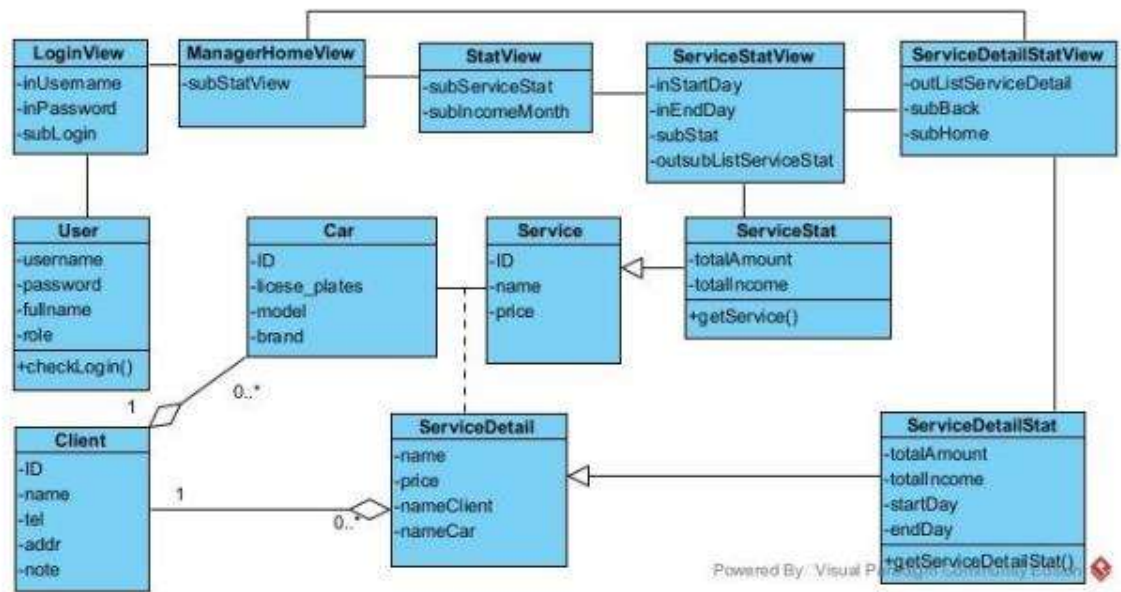 LoginView
-inUsername
-inPassword
-subLogin
ManagerHomeView
-subStatView
StatView
-subServiceStat
-subIncomeMonth
ServiceStatView
-inStartDay
-inEndDay
-subStat
-outsubListServiceStat
ServiceDetailStatView
-outListServiceDetail
-subBack
-subHome
User
-username
-password
-fullname
-role
+checkLogin()
Car
-ID
-licese_plates
-model
-brand
Service
-ID
-name
-price
ServiceStat
-totalAmount
-totalIncome
+getService()
1
0..*
Client
-ID
-name
-tel
-addr
-note
1
0..*
ServiceDetail
-name
-price
-nameClient
-nameCar
ServiceDetailStat
-totalAmount
-totalIncome
-startDay
-endDay
+getServiceDetailStat()
Powered By Visual Paradigm Community Edition